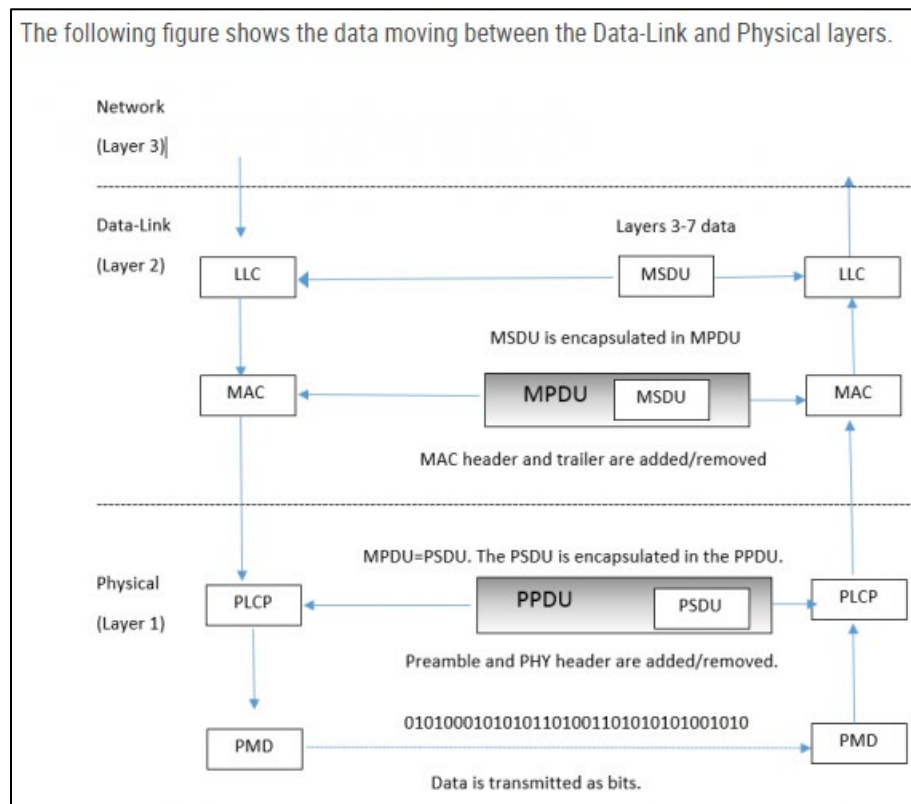 The following figure shows the data moving between the Data-Link and Physical layers.
Network
(Layer 3)
Data-Link
(Layer 2)
Layers 3-7 data
LLC
MSDU
LLC
MSDU is encapsulated in MPDU
MAC
MPDU
MSDU
MAC
MAC header and trailer are added/removed
MPDU=PSDU. The PSDU is encapsulated in the PPDU.
Physical
(Layer 1)
PLCP
PPDU
PSDU
PLCP
Preamble and PHY header are added/removed.
0101000101010110100110101010100101​0
PMD
PMD
Data is transmitted as bits.